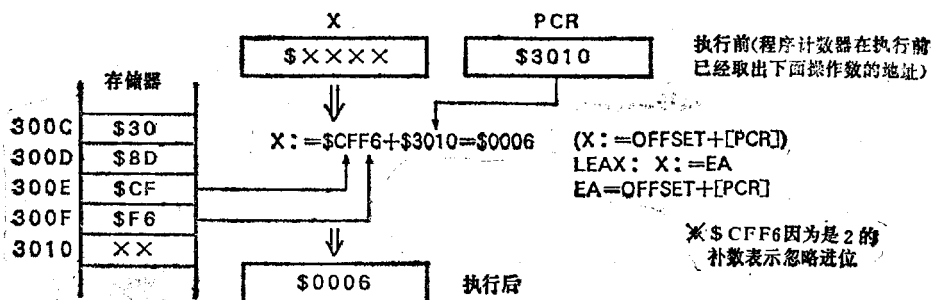 X
PCR
$××××
$3010
执行前(程序计数器在执行前
已经取出下面操作数的地址)
存储器
300C $30
300D $8D
300E $CF
300F $F6
3010 ××
X:=$CFF6+$3010=$0006
(X:=OFFSET+[PCR])
LEAX: X:=EA
EA=OFFSET+[PCR]
※$CFF6因为是2的
补数表示忽略进位
$0006
执行后